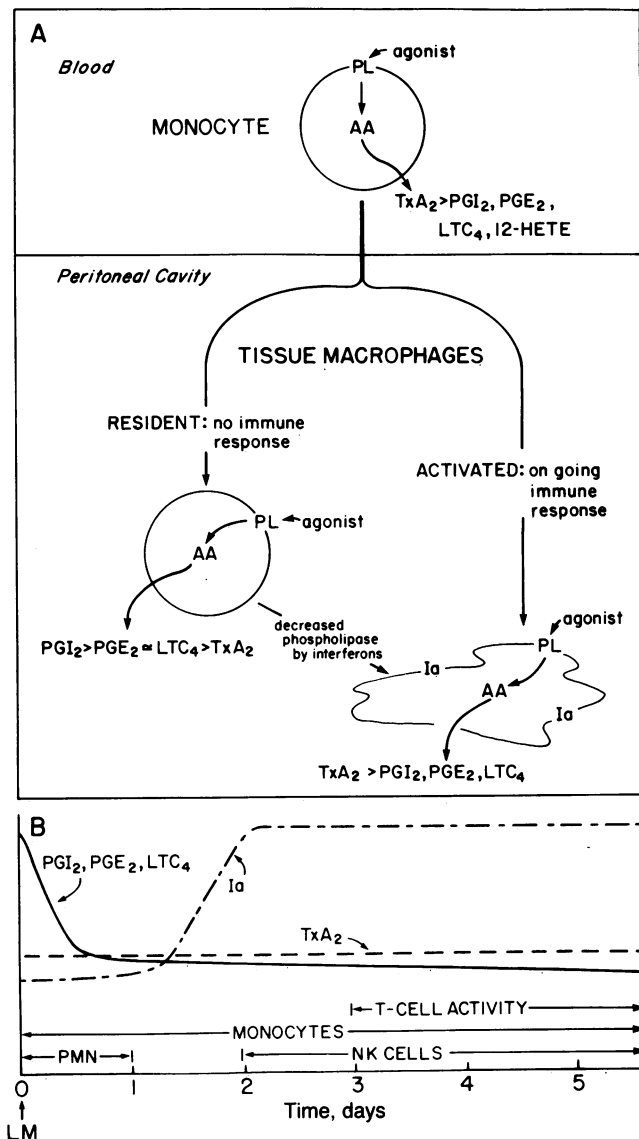 A
Blood
agonist
PL
MONOCYTE
AA
TxA₂>PGI₂, PGE₂,
LTC₄, 12-HETE
Peritoneal Cavity
TISSUE MACROPHAGES
RESIDENT: no immune
response
ACTIVATED: on going
immune
response
PL
agonist
AA
decreased
phospholipase
by interferons
PGI₂>PGE₂≃LTC₄>TxA₂
agonist
PL
Ia
AA
Ia
TxA₂>PGI₂, PGE₂, LTC₄
B
PGI₂, PGE₂, LTC₄
Ia
TxA₂
T-CELL ACTIVITY
MONOCYTES
PMN
NK CELLS
0 1 2 3 4 5
Time, days
LM